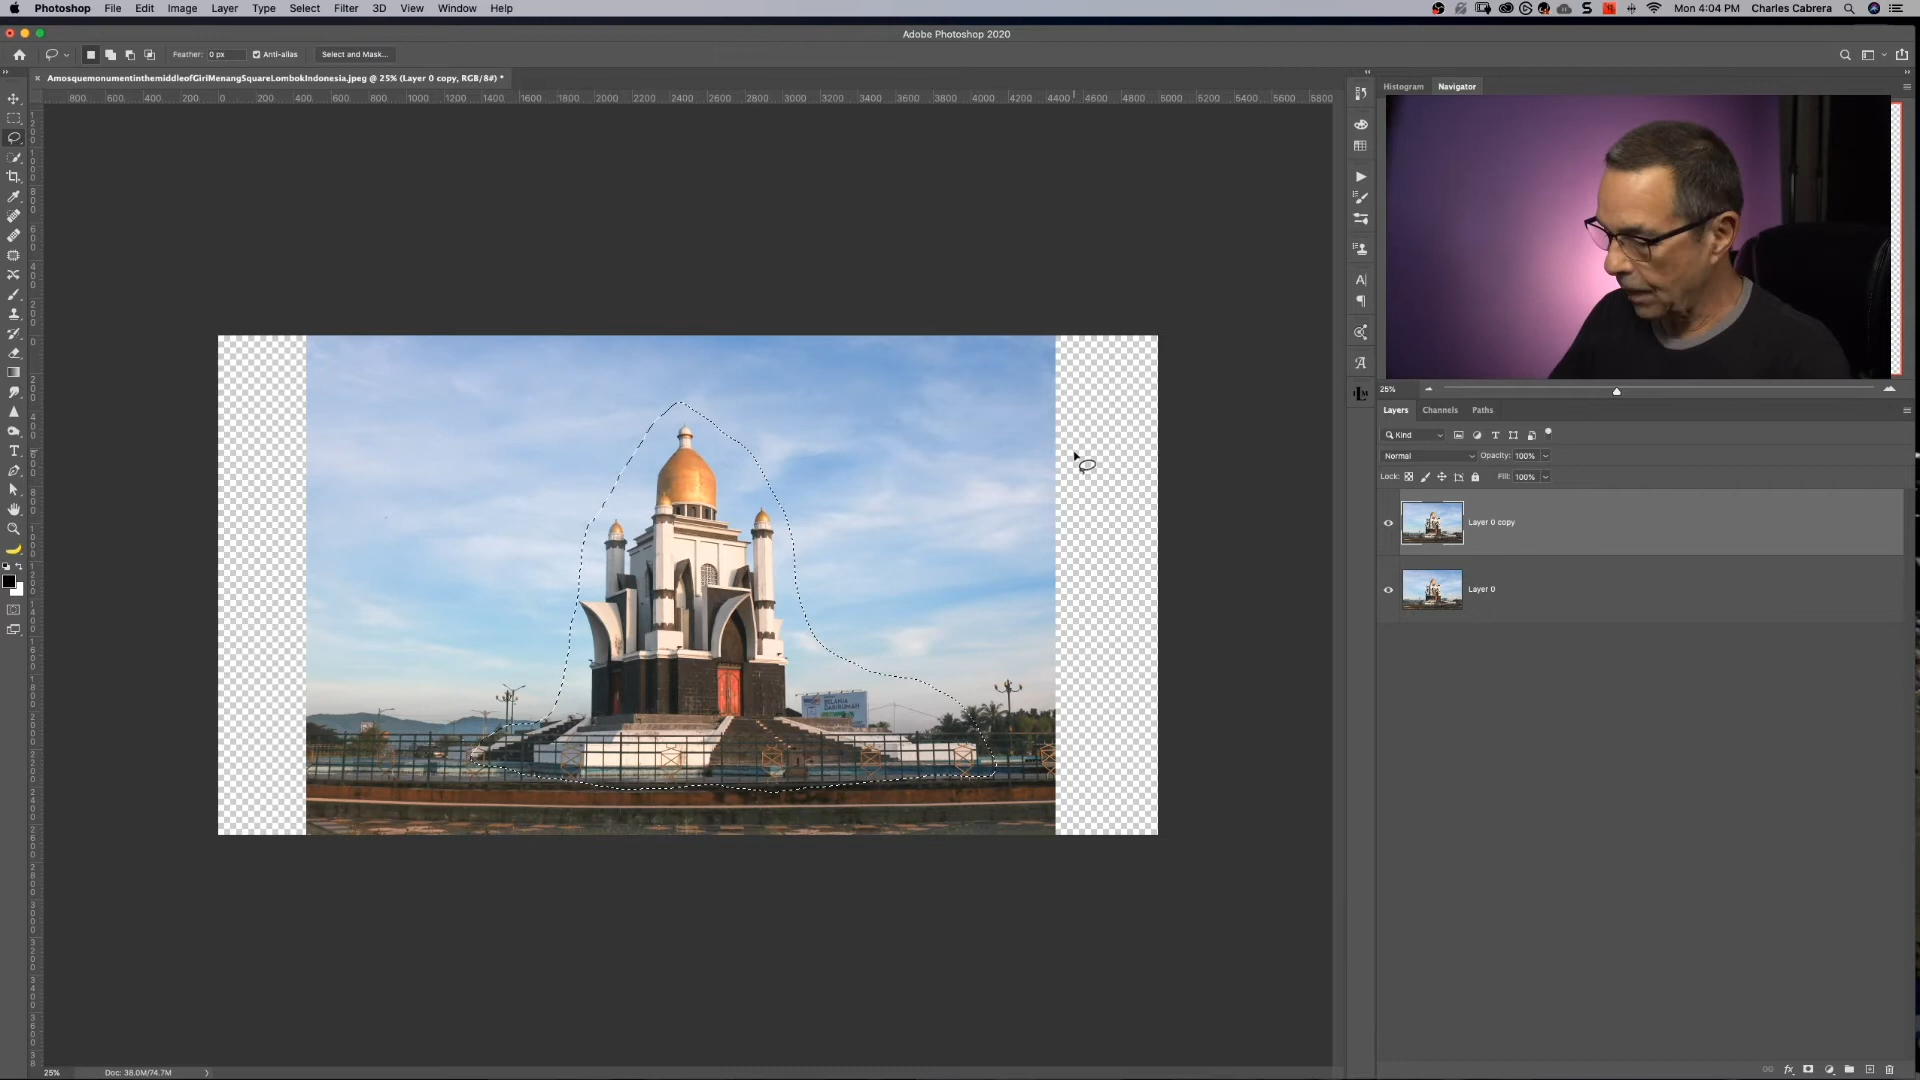 Photoshop File Edit Image Layer Type Select Filter 3D View Window Help
Mon 4:04 PM Charles Cabrera
Adobe Photoshop 2020
Feather: 0 px Anti-alias Select and Mask...
AmosquemonumentinthemiddleofGiriMenangSquareLombokIndonesia.jpeg @ 25% (Layer 0 copy, RGB/8#) *
800 600 400 200 0 200 400 600 800 1000 1200 1400 1600 1800 2000 2200 2400 2600 2800 3000 3200 3400 3600 3800 4000 4200 4400 4600 4800 5000 5200 5400 5600 5800
Histogram Navigator
25%
Layers Channels Paths
Kind
Normal Opacity: 100%
Lock: Fill: 100%
Layer 0 copy
Layer 0
BELANJA
DARI RUMAH
25% Doc: 38.0M/74.7M